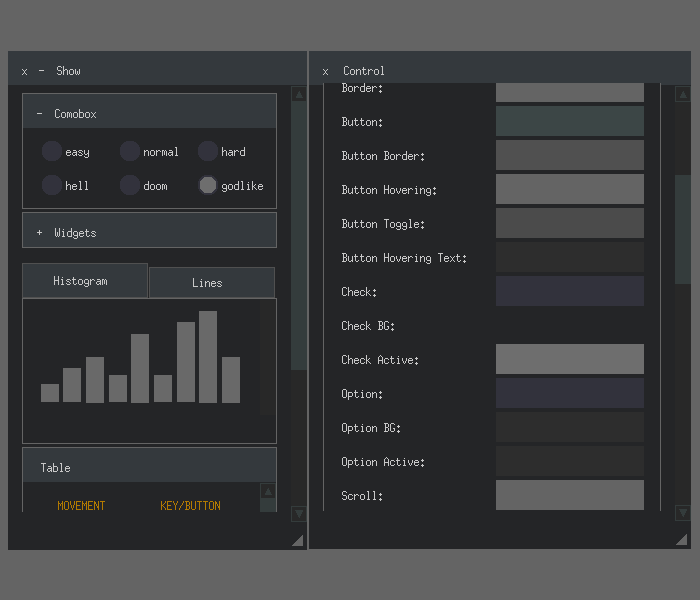 x - Show
- Comobox
easy normal hard
hell doom godlike
+ Widgets
Histogram Lines
Table
MOVEMENT KEY/BUTTON
x Control
Border:
Button:
Button Border:
Button Hovering:
Button Toggle:
Button Hovering Text:
Check:
Check BG:
Check Active:
Option:
Option BG:
Option Active:
Scroll: